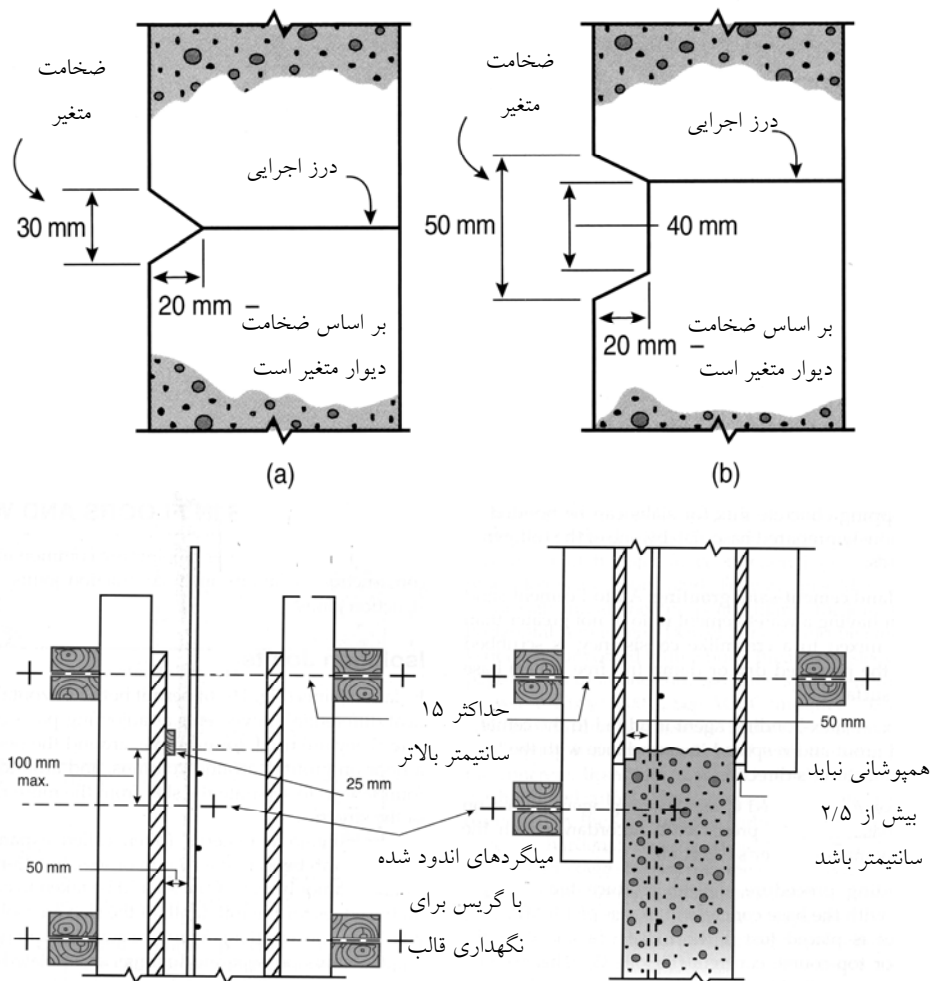 ضخامت
متغیر
درز اجرایی
30 mm
20 mm –
بر اساس ضخامت
دیوار متغیر است
(a)
ضخامت
متغیر
درز اجرایی
50 mm
40 mm
20 mm –
بر اساس ضخامت
دیوار متغیر است
(b)
100 mm
max.
25 mm
50 mm
حداکثر ۱۵
سانتیمتر بالاتر
میلگردهای اندود شده
با گریس برای
نگهداری قالب
50 mm
همپوشانی نباید
بیش از ۲/۵
سانتیمتر باشد